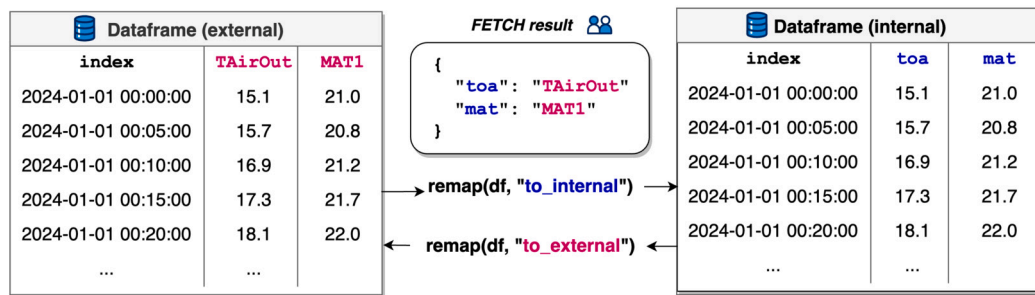 Dataframe (external)
index TAirOut MAT1
2024-01-01 00:00:00 15.1 21.0
2024-01-01 00:05:00 15.7 20.8
2024-01-01 00:10:00 16.9 21.2
2024-01-01 00:15:00 17.3 21.7
2024-01-01 00:20:00 18.1 22.0
... ...
FETCH result
{
"toa": "TAirOut"
"mat": "MAT1"
}
remap(df, "to_internal")
remap(df, "to_external")
Dataframe (internal)
index toa mat
2024-01-01 00:00:00 15.1 21.0
2024-01-01 00:05:00 15.7 20.8
2024-01-01 00:10:00 16.9 21.2
2024-01-01 00:15:00 17.3 21.7
2024-01-01 00:20:00 18.1 22.0
... ...